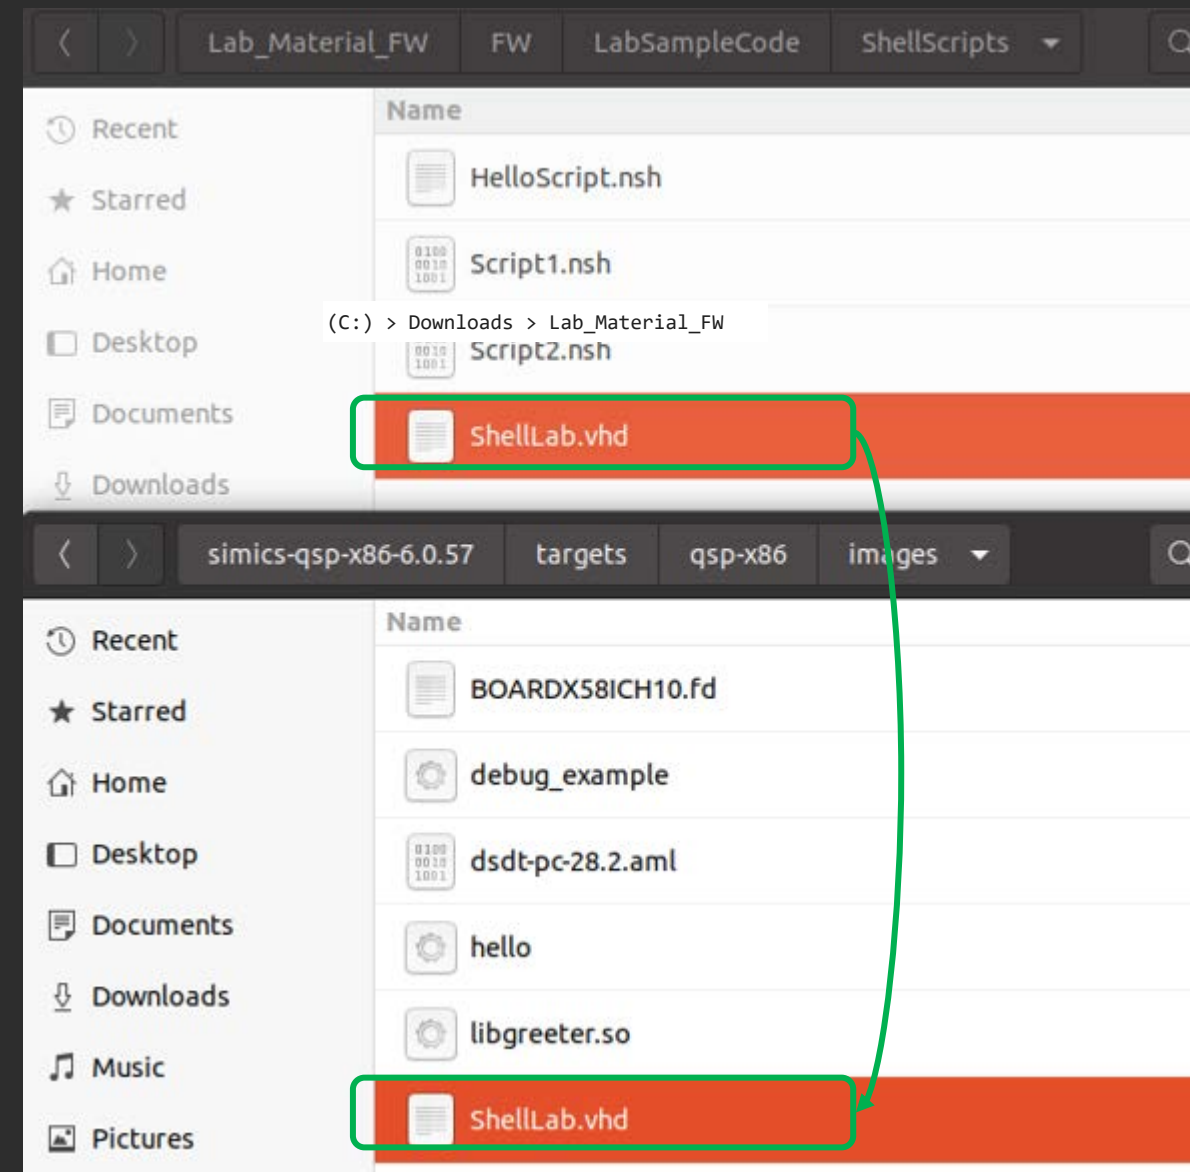 Lab_Material_FW FW LabSampleCode ShellScripts
Name
Recent
HelloScript.nsh
Starred
Script1.nsh
Home
(C:) > Downloads > Lab_Material_FW
Desktop
Script2.nsh
Documents
ShellLab.vhd
Downloads
simics-qsp-x86-6.0.57 targets qsp-x86 images
Name
Recent
BOARDX58ICH10.fd
Starred
debug_example
Home
Desktop
dsdt-pc-28.2.aml
Documents
hello
Downloads
libgreeter.so
Music
ShellLab.vhd
Pictures